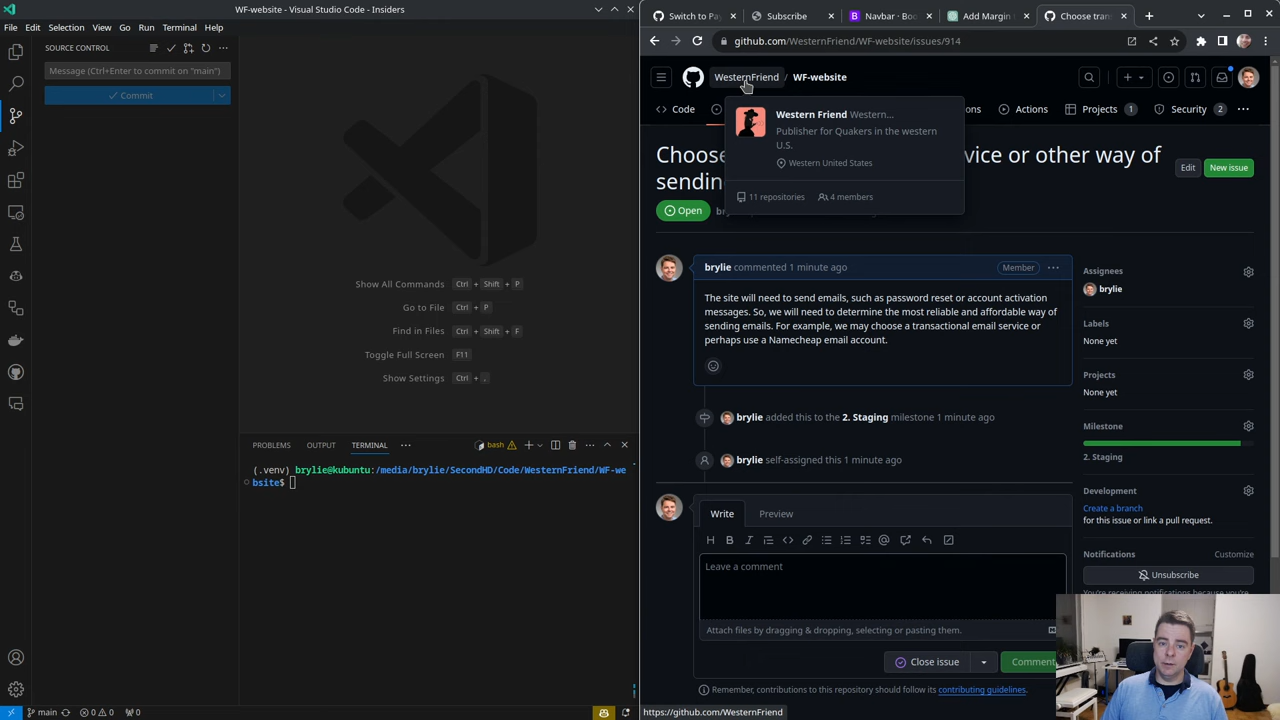 WF-website - Visual Studio Code - Insiders
File Edit Selection View Go Run Terminal Help
SOURCE CONTROL
Message (Ctrl+Enter to commit on "main")
Commit
Show All Commands Ctrl + Shift + P
Go to File Ctrl + P
Find in Files Ctrl + Shift + F
Toggle Full Screen F11
Show Settings Ctrl + ,
PROBLEMS OUTPUT TERMINAL bash
(.venv) brylie@kubuntu:/media/brylie/SecondHD/Code/WesternFriend/WF-we
bsite$
main 0 0 0
Switch to Pay Subscribe Navbar · Boo Add Margin Choose tran
github.com/WesternFriend/WF-website/issues/914
WesternFriend / WF-website
Code ons Actions Projects 1 Security 2
Western Friend Western...
Publisher for Quakers in the western
U.S.
Western United States
11 repositories 4 members
Choose vice or other way of
sendin
Edit New issue
Open
brylie commented 1 minute ago Member
The site will need to send emails, such as password reset or account activation
messages. So, we will need to determine the most reliable and affordable way of
sending emails. For example, we may choose a transactional email service or
perhaps use a Namecheap email account.
brylie added this to the 2. Staging milestone 1 minute ago
brylie self-assigned this 1 minute ago
Write Preview
Leave a comment
Attach files by dragging & dropping, selecting or pasting them.
Close issue Comment
Remember, contributions to this repository should follow its contributing guidelines.
Assignees
brylie
Labels
None yet
Projects
None yet
Milestone
2. Staging
Development
Create a branch
for this issue or link a pull request.
Notifications Customize
Unsubscribe
https://github.com/WesternFriend